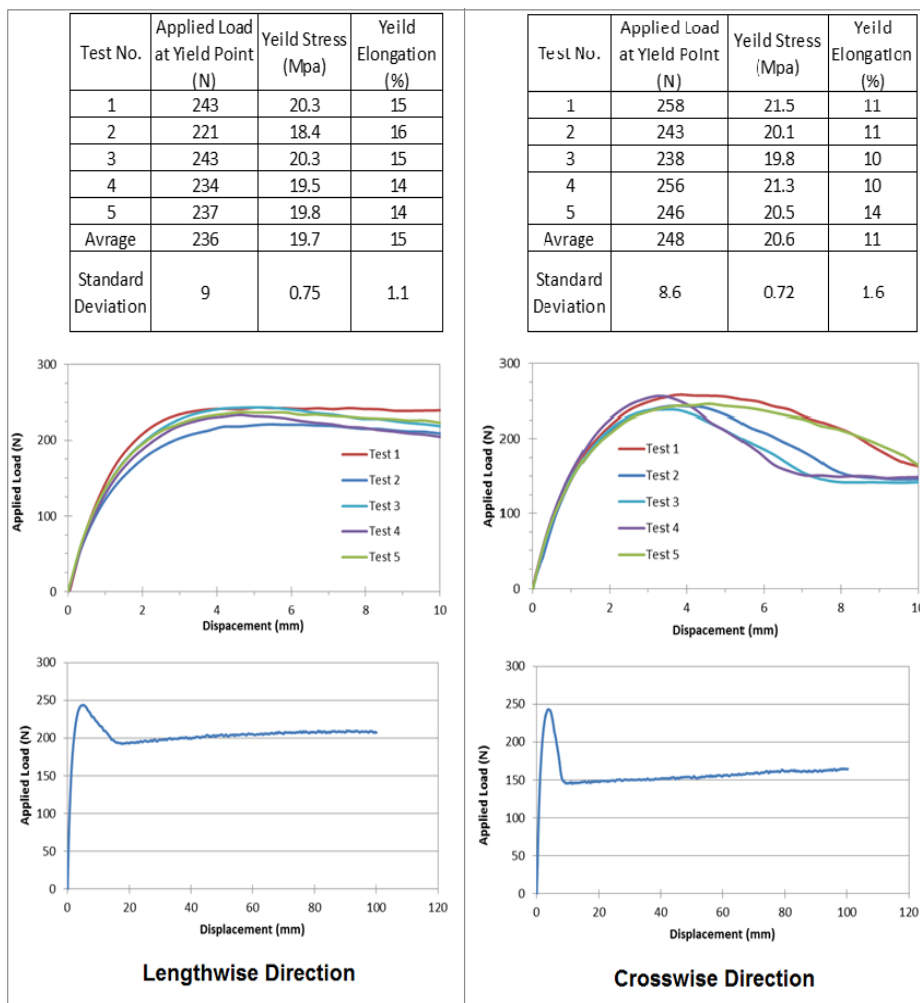 Test No. Applied Load at Yield Point (N) Yeild Stress (Mpa) Yeild Elongation (%)
1 243 20.3 15
2 221 18.4 16
3 243 20.3 15
4 234 19.5 14
5 237 19.8 14
Avrage 236 19.7 15
Standard Deviation 9 0.75 1.1
300
200
100
0
Applied Load (N)
Test 1
Test 2
Test 3
Test 4
Test 5
0 2 4 6 8 10
Dispacement (mm)
300
250
200
150
100
50
0
Applied Load (N)
0 20 40 60 80 100 120
Displacement (mm)
Lengthwise Direction
Test No. Applied Load at Yield Point (N) Yeild Stress (Mpa) Yeild Elongation (%)
1 258 21.5 11
2 243 20.1 11
3 238 19.8 10
4 256 21.3 10
5 246 20.5 14
Avrage 248 20.6 11
Standard Deviation 8.6 0.72 1.6
300
200
100
0
Applied Load (N)
Test 1
Test 2
Test 3
Test 4
Test 5
0 2 4 6 8 10
Dispacement (mm)
300
250
200
150
100
50
0
Applied Load (N)
0 20 40 60 80 100 120
Displacement (mm)
Crosswise Direction